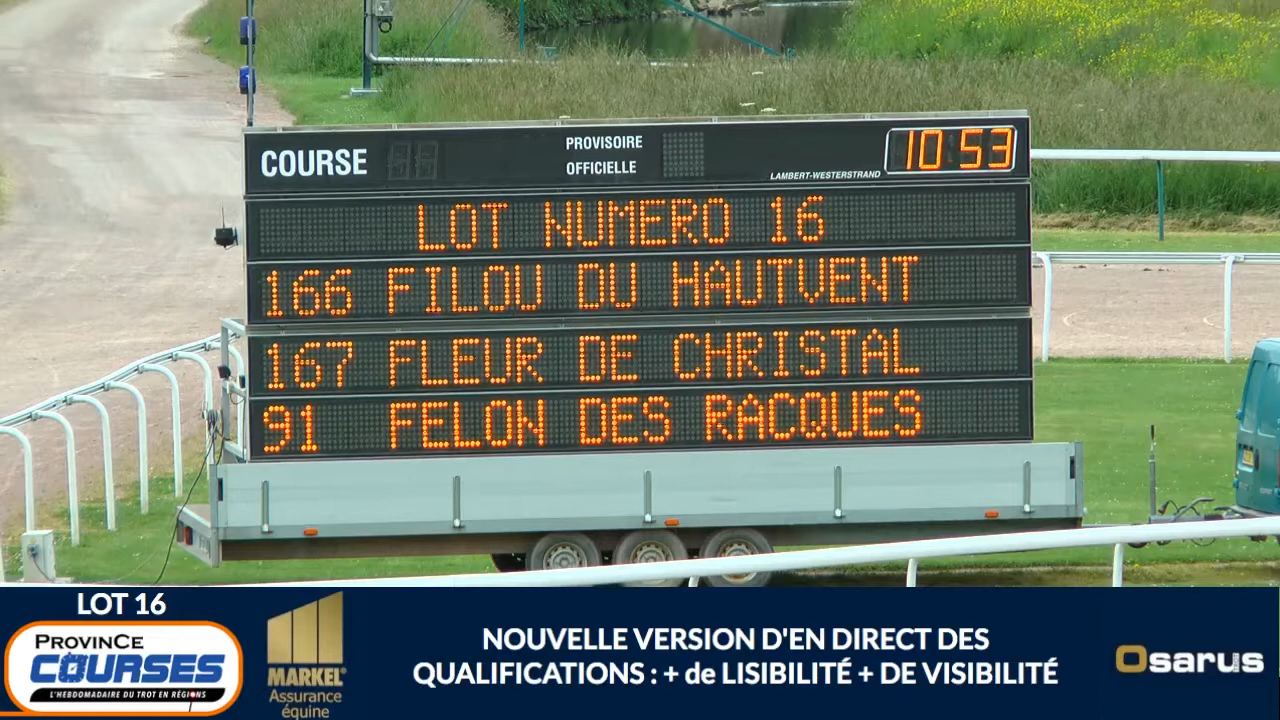 COURSE
PROVISOIRE
OFFICIELLE
LAMBERT-WESTERSTRAND
10 53
LOT NUMERO 16
166 FILOU DU HAUTVENT
167 FLEUR DE CHRISTAL
91 FELON DES RACQUES
LOT 16
PROVINCE
COURSES
L'HEBDOMADAIRE DU TROT EN RÉGIONS
MARKEL
Assurance
équine
NOUVELLE VERSION D'EN DIRECT DES
QUALIFICATIONS : + de LISIBILITÉ + DE VISIBILITÉ
Osarus